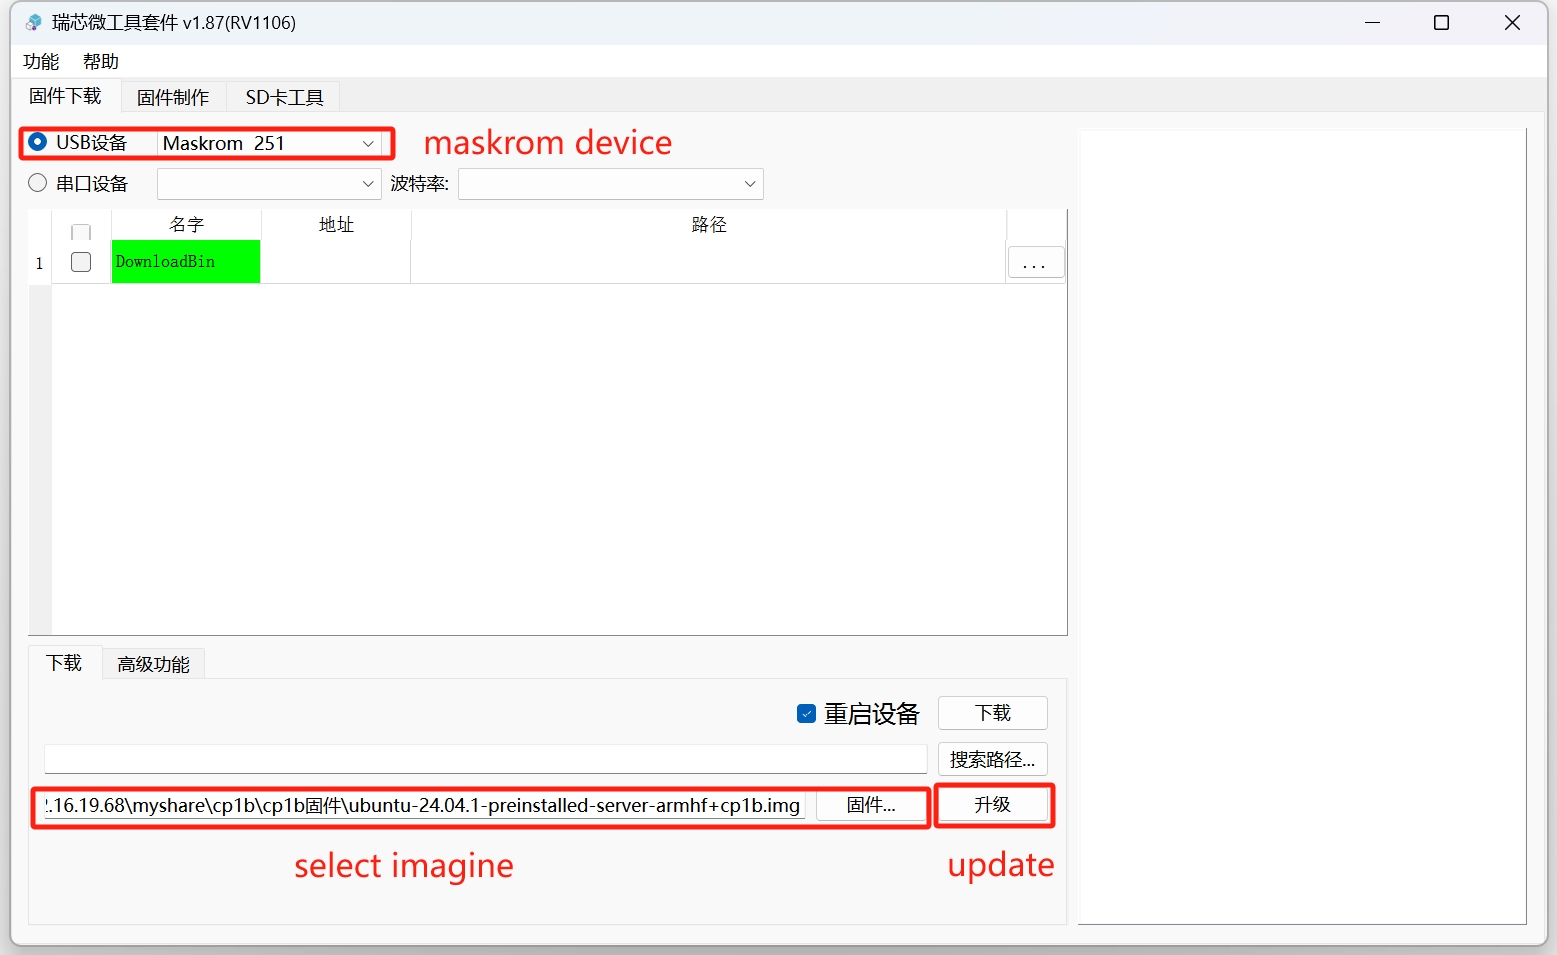 瑞芯微工具套件 v1.87(RV1106)
功能 帮助
固件下载 固件制作 SD卡工具
USB设备 Maskrom 251 maskrom device
串口设备 波特率:
名字 地址 路径
1 DownloadBin ...
下载 高级功能
重启设备 下载
搜索路径...
2.16.19.68\myshare\cp1b\cp1b固件\ubuntu-24.04.1-preinstalled-server-armhf+cp1b.img 固件... 升级
select imagine update